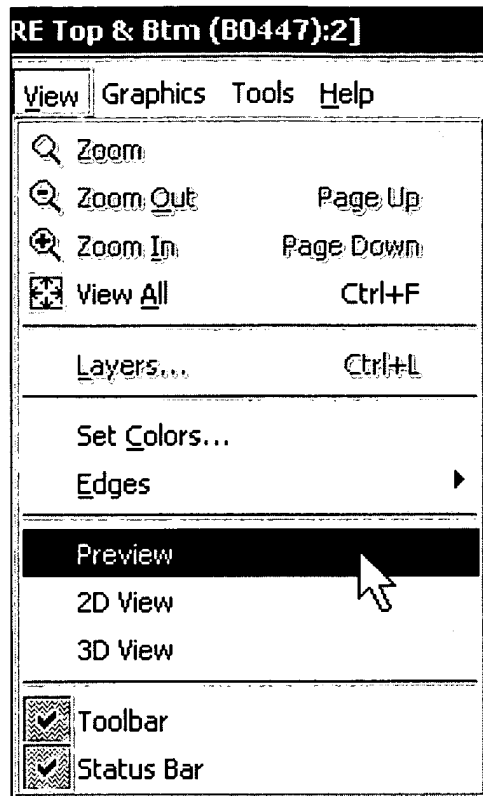 RE Top & Btm (B0447):2]
View Graphics Tools Help
Zoom
Zoom Out Page Up
Zoom In Page Down
View All Ctrl+F
Layers... Ctrl+L
Set Colors...
Edges
Preview
2D View
3D View
Toolbar
Status Bar